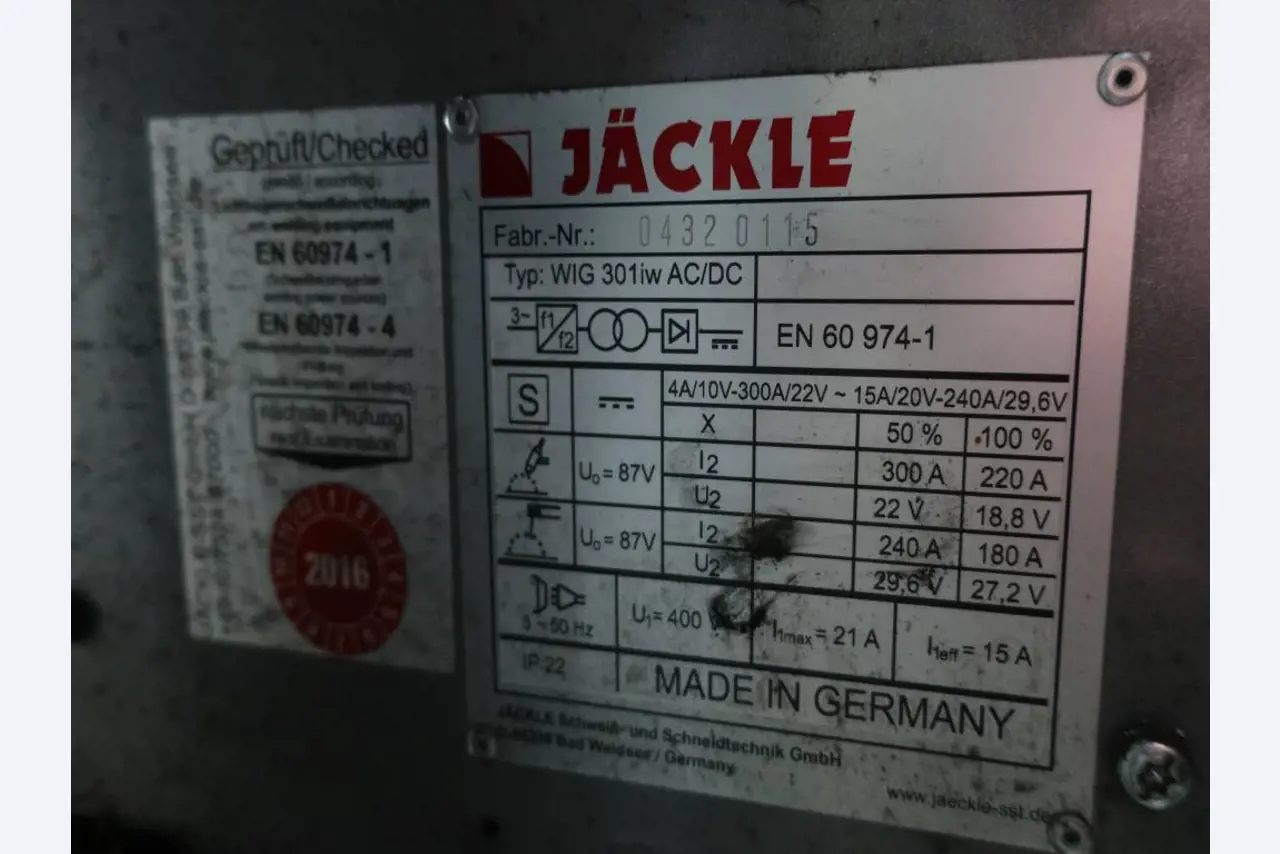 Geprüft/Checked
EN 60974 - 1
EN 60974 - 4
nächste Prüfung
next Examination
2016
JÄCKLE
Fabr.-Nr.: 0432 0115
Typ: WIG 301iw AC/DC
3~ f1/f2
EN 60 974-1
S
4A/10V-300A/22V ~ 15A/20V-240A/29,6V
X 50 % 100 %
U₀ = 87V
I₂ 300 A 220 A
U₂ 22 V 18,8 V
U₀ = 87V
I₂ 240 A 180 A
U₂ 29,6 V 27,2 V
3 ~ 50 Hz
U₁ = 400
I₁max = 21 A
I₁eff = 15 A
IP 22
MADE IN GERMANY
JÄCKLE Schweiß- und Schneidtechnik GmbH
Bad Waldsee / Germany
www.jaeckle-sst.de